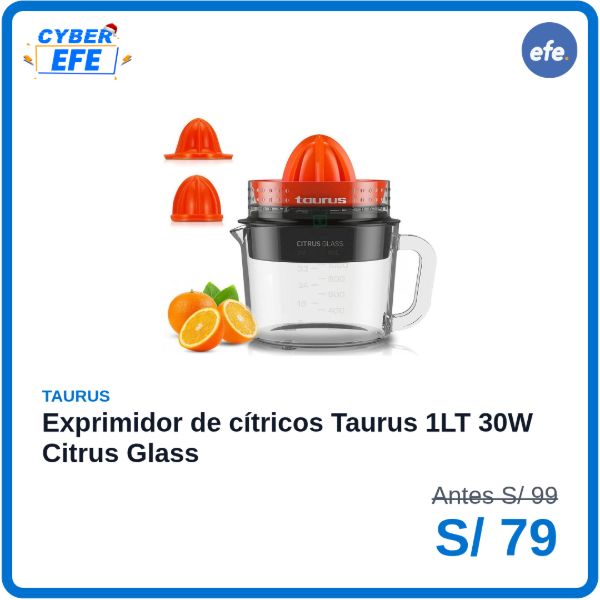 CYBER
EFE
efe.
taurus
CITRUS GLASS
TAURUS
Exprimidor de cítricos Taurus 1LT 30W
Citrus Glass
Antes S/ 99
S/ 79